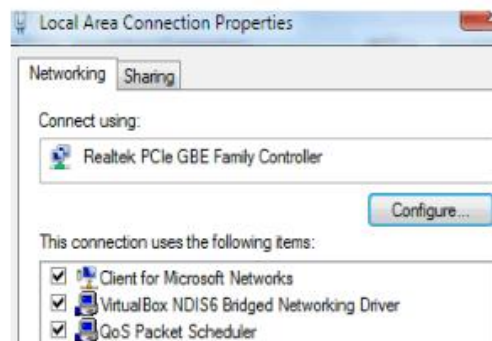 Local Area Connection Properties
Networking Sharing
Connect using:
Realtek PCIe GBE Family Controller
Configure...
This connection uses the following items:
Client for Microsoft Networks
VirtualBox NDIS6 Bridged Networking Driver
QoS Packet Scheduler